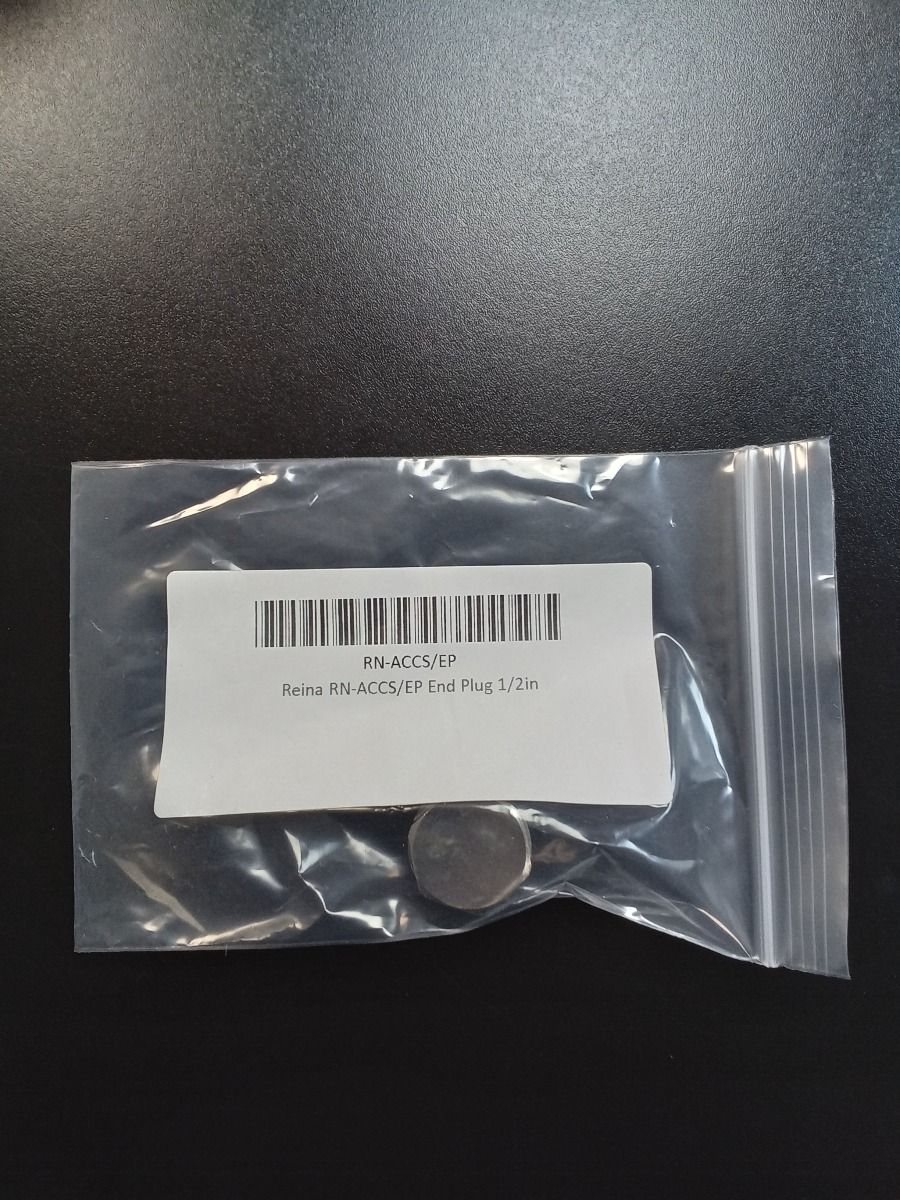 RN-ACCS/EP
Reina RN-ACCS/EP End Plug 1/2in